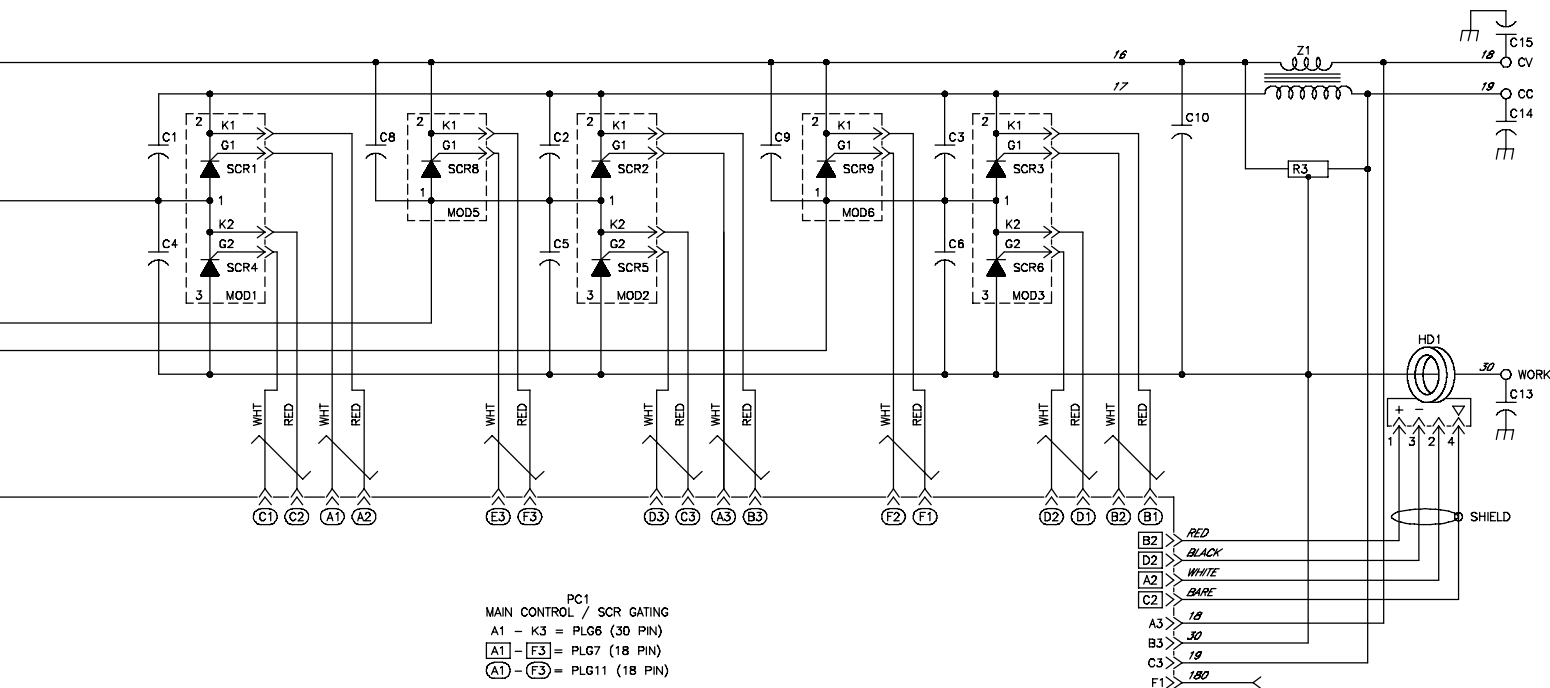 C15
16
Z1
18
CV
17
19
CC
C14
2
K1
G1
C1
SCR1
1
K2
G2
C4
SCR4
3
MOD1
C8
2
K1
G1
SCR8
1
MOD5
C2
2
K1
G1
SCR2
1
K2
G2
C5
SCR5
3
MOD2
C9
2
K1
G1
SCR9
1
MOD6
C3
2
K1
G1
SCR3
1
K2
G2
C6
SCR6
3
MOD3
C10
R3
HD1
30
WORK
C13
+ −
1 3 2 4
WHT
RED
WHT
RED
WHT
RED
WHT
RED
WHT
RED
WHT
RED
WHT
RED
WHT
RED
C1 C2 A1 A2 E3 F3 D3 C3 A3 B3 F2 F1 D2 D1 B2 B1
SHIELD
B2 RED
D2 BLACK
A2 WHITE
C2 BARE
A3 18
B3 30
C3 19
F1 180
PC1
MAIN CONTROL / SCR GATING
A1 − K3 = PLG6 (30 PIN)
A1 − F3 = PLG7 (18 PIN)
A1 − F3 = PLG11 (18 PIN)